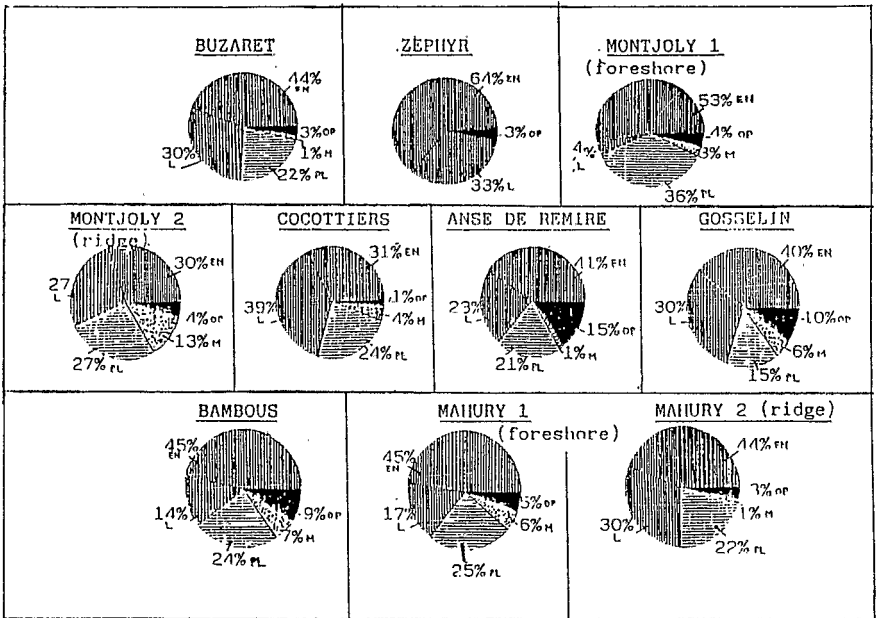 BUZARET
44% EN
3% OP
1% M
22% PL
30% L
ZEPHYR
64% EN
3% OP
33% L
MONTJOLY 1
(foreshore)
53% EN
4% OP
3% M
36% PL
4% L
MONTJOLY 2
(ridge)
30% EN
4% OP
13% M
27% PL
27 L
COCOTTIERS
31% EN
1% OP
4% M
24% PL
39% L
ANSE DE REMIRE
41% EN
15% OP
1% M
21% PL
23% L
GOSSELIN
40% EN
10% OP
6% M
15% PL
30% L
BAMBOUS
45% EN
9% OP
7% M
24% PL
14% L
MAHURY 1
(foreshore)
45% EN
5% OP
6% M
25% PL
17% L
MAHURY 2 (ridge)
44% EN
3% OP
1% M
22% PL
30% L